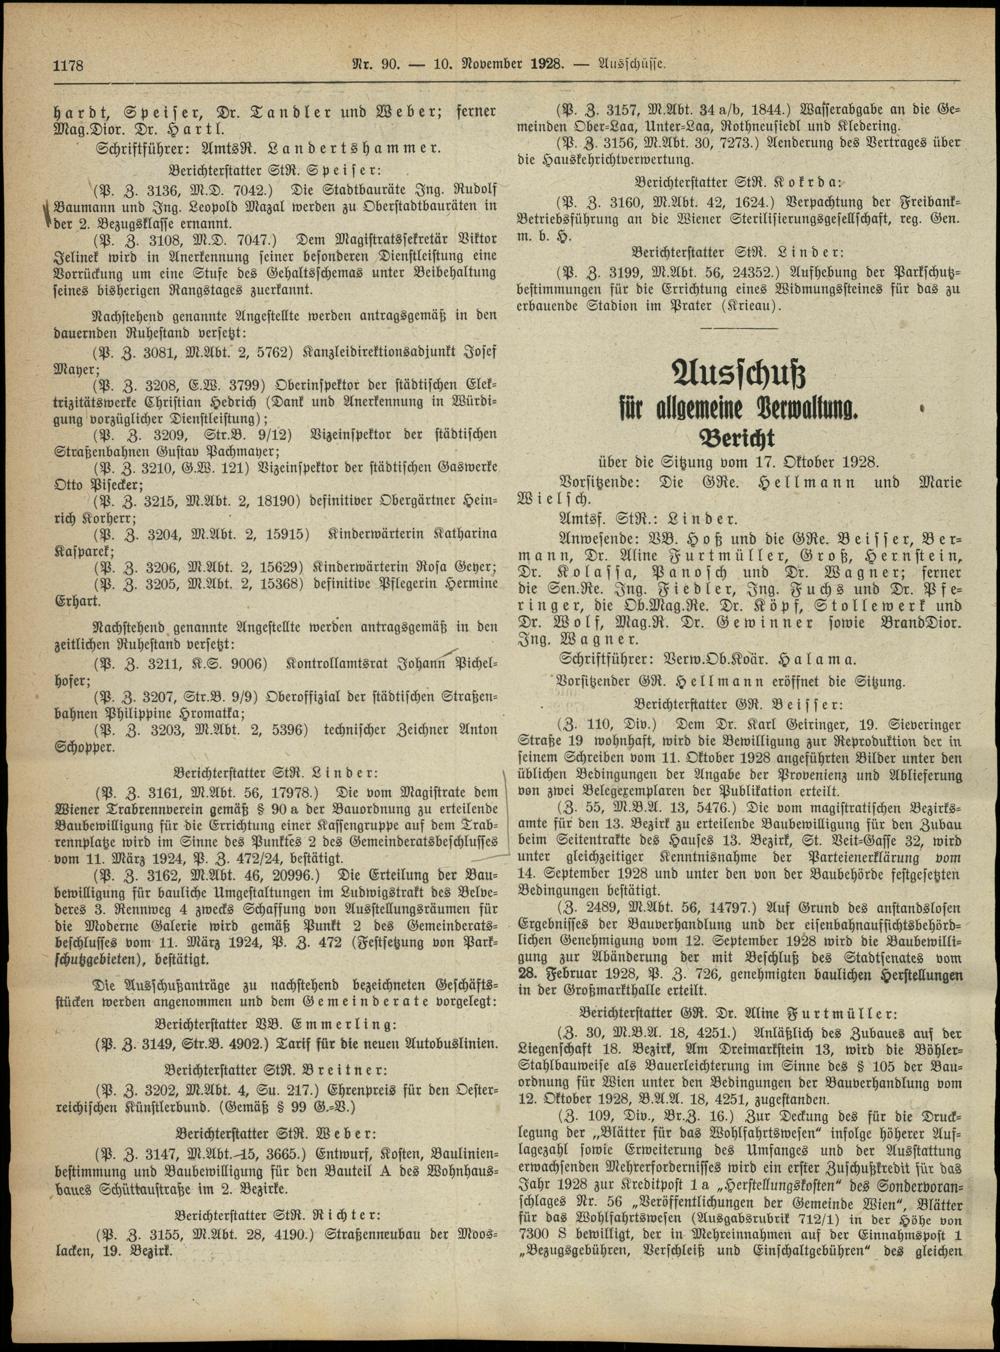 1178
Nr. 90. — 10. November 1928. — Ausschüsse.
hardt, Speiser, Dr. Tandler und Weber; ferner
Mag.Dior. Dr. Hartl.
Schriftführer: AmtsR. Landertshammer.
Berichterstatter StR. Speiser:
(P. Z. 3136, M.D. 7042.) Die Stadtbauräte Ing. Rudolf
Baumann und Ing. Leopold Mazal werden zu Oberstadtbauräten in
der 2. Bezugsklasse ernannt.
(P. Z. 3108, M.D. 7047.) Dem Magistratssekretär Viktor
Jelinek wird in Anerkennung seiner besonderen Dienstleistung eine
Vorrückung um eine Stufe des Gehaltsschemas unter Beibehaltung
seines bisherigen Rangstages zuerkannt.
Nachstehend genannte Angestellte werden antragsgemäß in den
dauernden Ruhestand versetzt:
(P. Z. 3081, M.Abt. 2, 5762) Kanzleidirektionsadjunkt Josef
Mayer;
(P. Z. 3208, E.W. 3799) Oberinspektor der städtischen Elek-
trizitätswerke Christian Hedrich (Dank und Anerkennung in Würdi-
gung vorzüglicher Dienstleistung);
(P. Z. 3209, Str.B. 9/12) Vizeinspektor der städtischen
Straßenbahnen Gustav Pachmayer;
(P. Z. 3210, G.W. 121) Vizeinspektor der städtischen Gaswerke
Otto Pisecker;
(P. Z. 3215, M.Abt. 2, 18190) definitiver Obergärtner Hein-
rich Korherr;
(P. Z. 3204, M.Abt. 2, 15915) Kinderwärterin Katharina
Kasparek;
(P. Z. 3206, M.Abt. 2, 15629) Kinderwärterin Rosa Geyer;
(P. Z. 3205, M.Abt. 2, 15368) definitive Pflegerin Hermine
Erhart.
Nachstehend genannte Angestellte werden antragsgemäß in den
zeitlichen Ruhestand versetzt:
(P. Z. 3211, K.S. 9006) Kontrollamtsrat Johann Pichel-
hofer;
(P. Z. 3207, Str.B. 9/9) Oberoffizial der städtischen Straßen-
bahnen Philippine Hromatka;
(P. Z. 3203, M.Abt. 2, 5396) technischer Zeichner Anton
Schopper.
Berichterstatter StR. Linder:
(P. Z. 3161, M.Abt. 56, 17978.) Die vom Magistrate dem
Wiener Trabrennverein gemäß § 90 a der Bauordnung zu erteilende
Baubewilligung für die Errichtung einer Kassengruppe auf dem Trab-
rennplatze wird im Sinne des Punktes 2 des Gemeinderatsbeschlusses
vom 11. März 1924, P. Z. 472/24, bestätigt.
(P. Z. 3162, M.Abt. 46, 20996.) Die Erteilung der Bau-
bewilligung für bauliche Umgestaltungen im Ludwigstrakt des Belve-
deres 3. Rennweg 4 zwecks Schaffung von Ausstellungsräumen für
die Moderne Galerie wird gemäß Punkt 2 des Gemeinderats-
beschlusses vom 11. März 1924, P. Z. 472 (Festsetzung von Park-
schutzgebieten), bestätigt.
Die Ausschußanträge zu nachstehend bezeichneten Geschäfts-
stücken werden angenommen und dem Gemeinderate vorgelegt:
Berichterstatter VB. Emmerling:
(P. Z. 3149, Str.B. 4902.) Tarif für die neuen Autobuslinien.
Berichterstatter StR. Breitner:
(P. Z. 3202, M.Abt. 4, Su. 217.) Ehrenpreis für den Oester-
reichischen Künstlerbund. (Gemäß § 99 G.-V.)
Berichterstatter StR. Weber:
(P. Z. 3147, M.Abt. 15, 3665.) Entwurf, Kosten, Baulinien-
bestimmung und Baubewilligung für den Bauteil A des Wohnhaus-
baues Schüttaustraße im 2. Bezirke.
Berichterstatter StR. Richter:
(P. Z. 3155, M.Abt. 28, 4190.) Straßenneubau der Moos-
lacken, 19. Bezirk.
(P. Z. 3157, M.Abt. 34 a/b, 1844.) Wasserabgabe an die Ge-
meinden Ober-Laa, Unter-Laa, Rothneusiedl und Kledering.
(P. Z. 3156, M.Abt. 30, 7273.) Aenderung des Vertrages über
die Hauskehrichtverwertung.
Berichterstatter StR. Kokrda:
(P. Z. 3160, M.Abt. 42, 1624.) Verpachtung der Freibank-
Betriebsführung an die Wiener Sterilisierungsgesellschaft, reg. Gen.
m. b. H.
Berichterstatter StR. Linder:
(P. Z. 3199, M.Abt. 56, 24352.) Aufhebung der Parkschutz-
bestimmungen für die Errichtung eines Widmungssteines für das zu
erbauende Stadion im Prater (Krieau).
Ausschuß
für allgemeine Verwaltung.
Bericht
über die Sitzung vom 17. Oktober 1928.
Vorsitzende: Die GRe. Hellmann und Marie
Wielsch.
Amtsf. StR.: Linder.
Anwesende: VB. Hoß und die GRe. Beisser, Ber-
mann, Dr. Aline Furtmüller, Groß, Hernstein,
Dr. Kolassa, Panosch und Dr. Wagner; ferner
die Sen.Re. Ing. Fiedler, Ing. Fuchs und Dr. Pfe-
ringer, die Ob.Mag.Re. Dr. Köpf, Stollewerk und
Dr. Wolf, Mag.R. Dr. Gewinner sowie BrandDior.
Ing. Wagner.
Schriftführer: Verw.Ob.Koär. Halama.
Vorsitzender GR. Hellmann eröffnet die Sitzung.
Berichterstatter GR. Beisser:
(Z. 110, Div.) Dem Dr. Karl Geiringer, 19. Sieveringer
Straße 19 wohnhaft, wird die Bewilligung zur Reproduktion der in
seinem Schreiben vom 11. Oktober 1928 angeführten Bilder unter den
üblichen Bedingungen der Angabe der Provenienz und Ablieferung
von zwei Belegexemplaren der Publikation erteilt.
(Z. 55, M.B.A. 13, 5476.) Die vom magistratischen Bezirks-
amte für den 13. Bezirk zu erteilende Baubewilligung für den Zubau
beim Seitentrakte des Hauses 13. Bezirk, St. Veit-Gasse 32, wird
unter gleichzeitiger Kenntnisnahme der Parteienerklärung vom
14. September 1928 und unter den von der Baubehörde festgesetzten
Bedingungen bestätigt.
(Z. 2489, M.Abt. 56, 14797.) Auf Grund des anstandslosen
Ergebnisses der Bauverhandlung und der eisenbahnaufsichtsbehörd-
lichen Genehmigung vom 12. September 1928 wird die Baubewilli-
gung zur Abänderung der mit Beschluß des Stadtsenates vom
28. Februar 1928, P. Z. 726, genehmigten baulichen Herstellungen
in der Großmarkthalle erteilt.
Berichterstatter GR. Dr. Aline Furtmüller:
(Z. 30, M.B.A. 18, 4251.) Anläßlich des Zubaues auf der
Liegenschaft 18. Bezirk, Am Dreimarkstein 13, wird die Böhler-
Stahlbauweise als Bauerleichterung im Sinne des § 105 der Bau-
ordnung für Wien unter den Bedingungen der Bauverhandlung vom
12. Oktober 1928, B.A.A. 18, 4251, zugestanden.
(Z. 109, Div., Br.Z. 16.) Zur Deckung des für die Druck-
legung der „Blätter für das Wohlfahrtswesen“ infolge höherer Auf-
lagezahl sowie Erweiterung des Umfanges und der Ausstattung
erwachsenden Mehrerfordernisses wird ein erster Zuschußkredit für das
Jahr 1928 zur Kreditpost 1 a „Herstellungskosten“ des Sondervoran-
schlages Nr. 56 „Veröffentlichungen der Gemeinde Wien“, Blätter
für das Wohlfahrtswesen (Ausgabsrubrik 712/1) in der Höhe von
7300 S bewilligt, der in Mehreinnahmen auf der Einnahmspost 1
„Bezugsgebühren, Verschleiß und Einschaltgebühren“ des gleichen